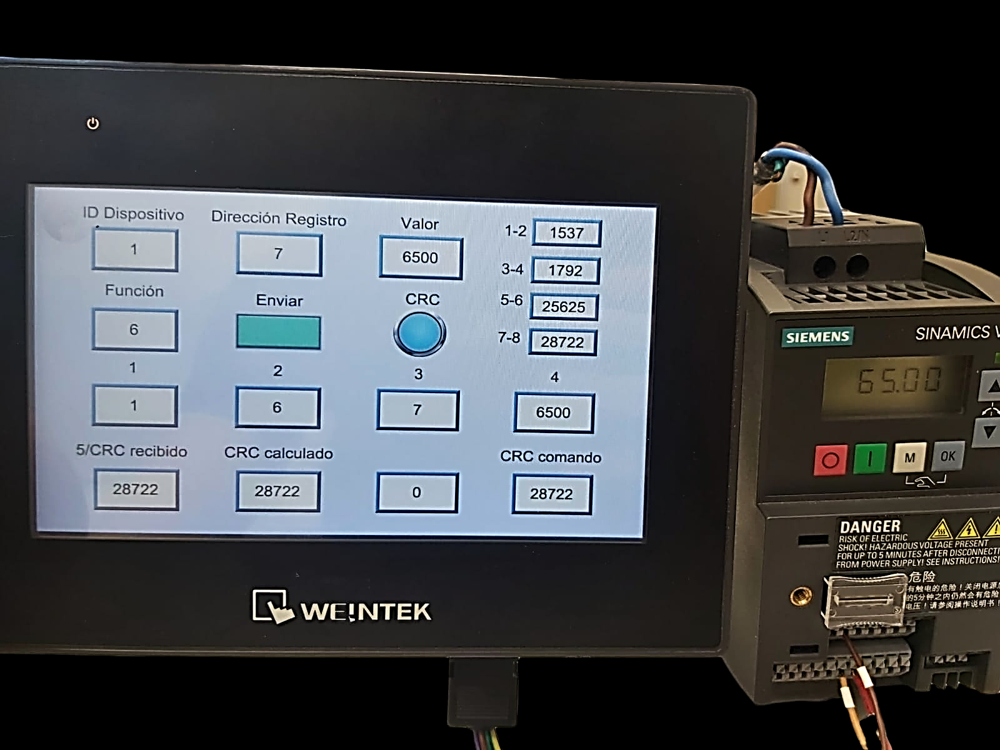 ID Dispositivo
Dirección Registro
Valor
1-2
1537
1
7
6500
3-4
1792
Función
Enviar
CRC
5-6
25625
6
7-8
28722
1
2
3
4
1
6
7
6500
5/CRC recibido
CRC calculado
CRC comando
28722
28722
0
28722
WEINTEK
L2/N
SIEMENS
SINAMICS V
65.00
M
OK
DANGER
RISK OF ELECTRIC
SHOCK! HAZARDOUS VOLTAGE PRESENT
FOR UP TO 5 MINUTES AFTER DISCONNECTI
FROM POWER SUPPLY! SEE INSTRUCTIONS!
危险
有触电的危险！关闭电源
的5分钟之内仍然会有危险
电压！请参阅操作说明书！